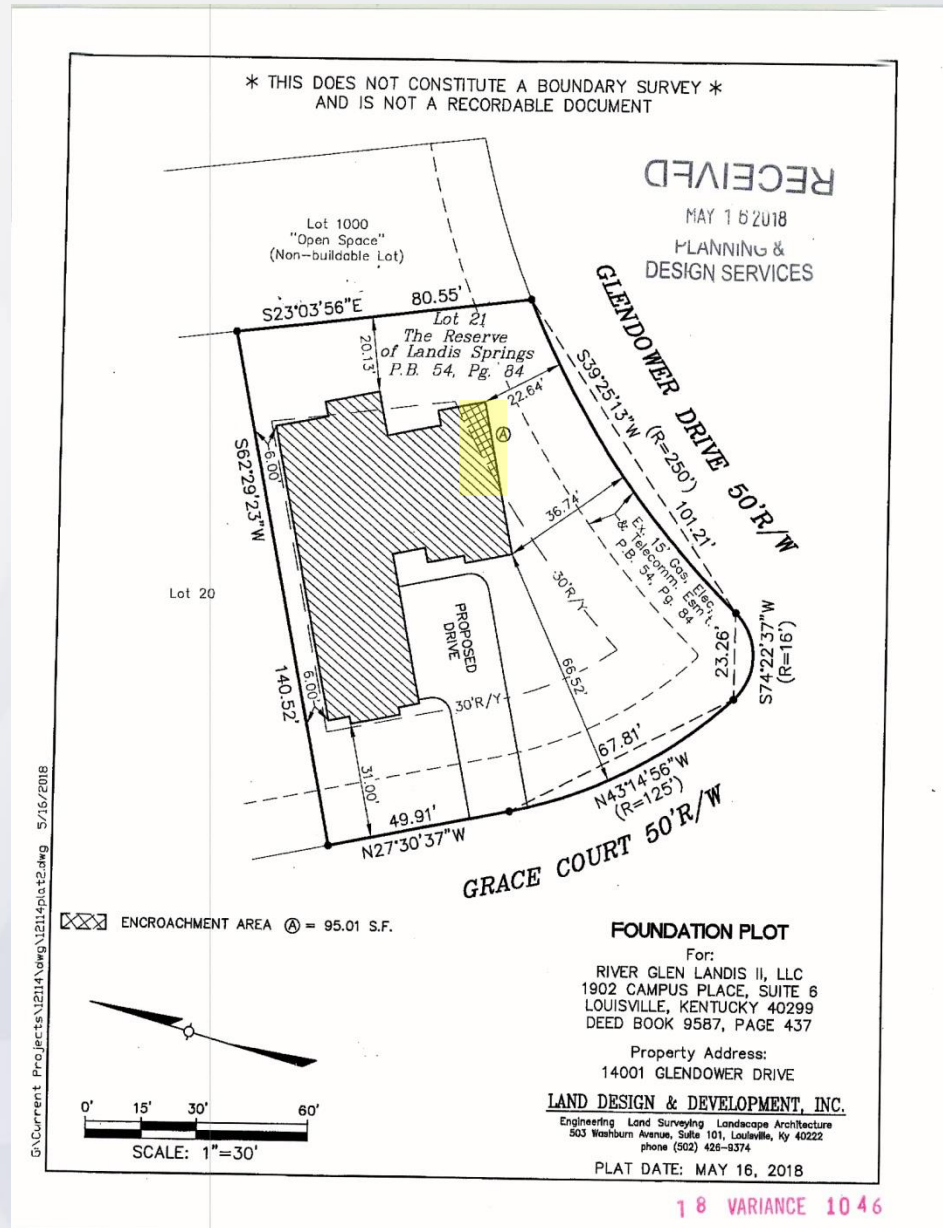 * THIS DOES NOT CONSTITUTE A BOUNDARY SURVEY *
AND IS NOT A RECORDABLE DOCUMENT
RECEIVED
MAY 16 2018
PLANNING &
DESIGN SERVICES
Lot 1000
"Open Space"
(Non-buildable Lot)
S23°03'56"E
80.55'
Lot 21
The Reserve
of Landis Springs
P.B. 54, Pg. 84
20.13'
22.64'
GLENDOWER DRIVE 50'R/W
S39°25'13"W
(R=250')
101.21'
Ⓐ
6.00'
S62°29'23"W
140.52'
36.74'
Ex. 15' Gas, Elec,
& Telecomm. Esm't.
P.B. 54, Pg. 84
30'R/Y
Lot 20
PROPOSED
DRIVE
66.52'
23.26'
S74°22'37"W
(R=16')
6.00'
30'R/Y
31.00'
67.81'
N43°14'56"W
(R=125')
49.91'
N27°30'37"W
GRACE COURT 50'R/W
G:\Current Projects\12114\dwg\12114plat2.dwg 5/16/2018
ENCROACHMENT AREA Ⓐ = 95.01 S.F.
FOUNDATION PLOT
For:
RIVER GLEN LANDIS II, LLC
1902 CAMPUS PLACE, SUITE 6
LOUISVILLE, KENTUCKY 40299
DEED BOOK 9587, PAGE 437
Property Address:
14001 GLENDOWER DRIVE
LAND DESIGN & DEVELOPMENT, INC.
Engineering Land Surveying Landscape Architecture
503 Washburn Avenue, Suite 101, Louisville, Ky 40222
phone (502) 426-9374
PLAT DATE: MAY 16, 2018
0' 15' 30' 60'
SCALE: 1"=30'
18 VARIANCE 1046